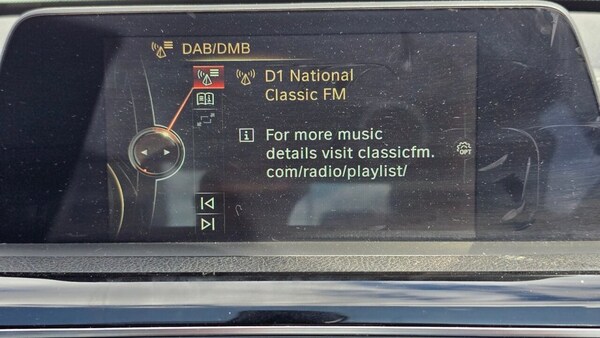 DAB/DMB
D1 National
Classic FM
For more music
details visit classicfm.
com/radio/playlist/
OPT